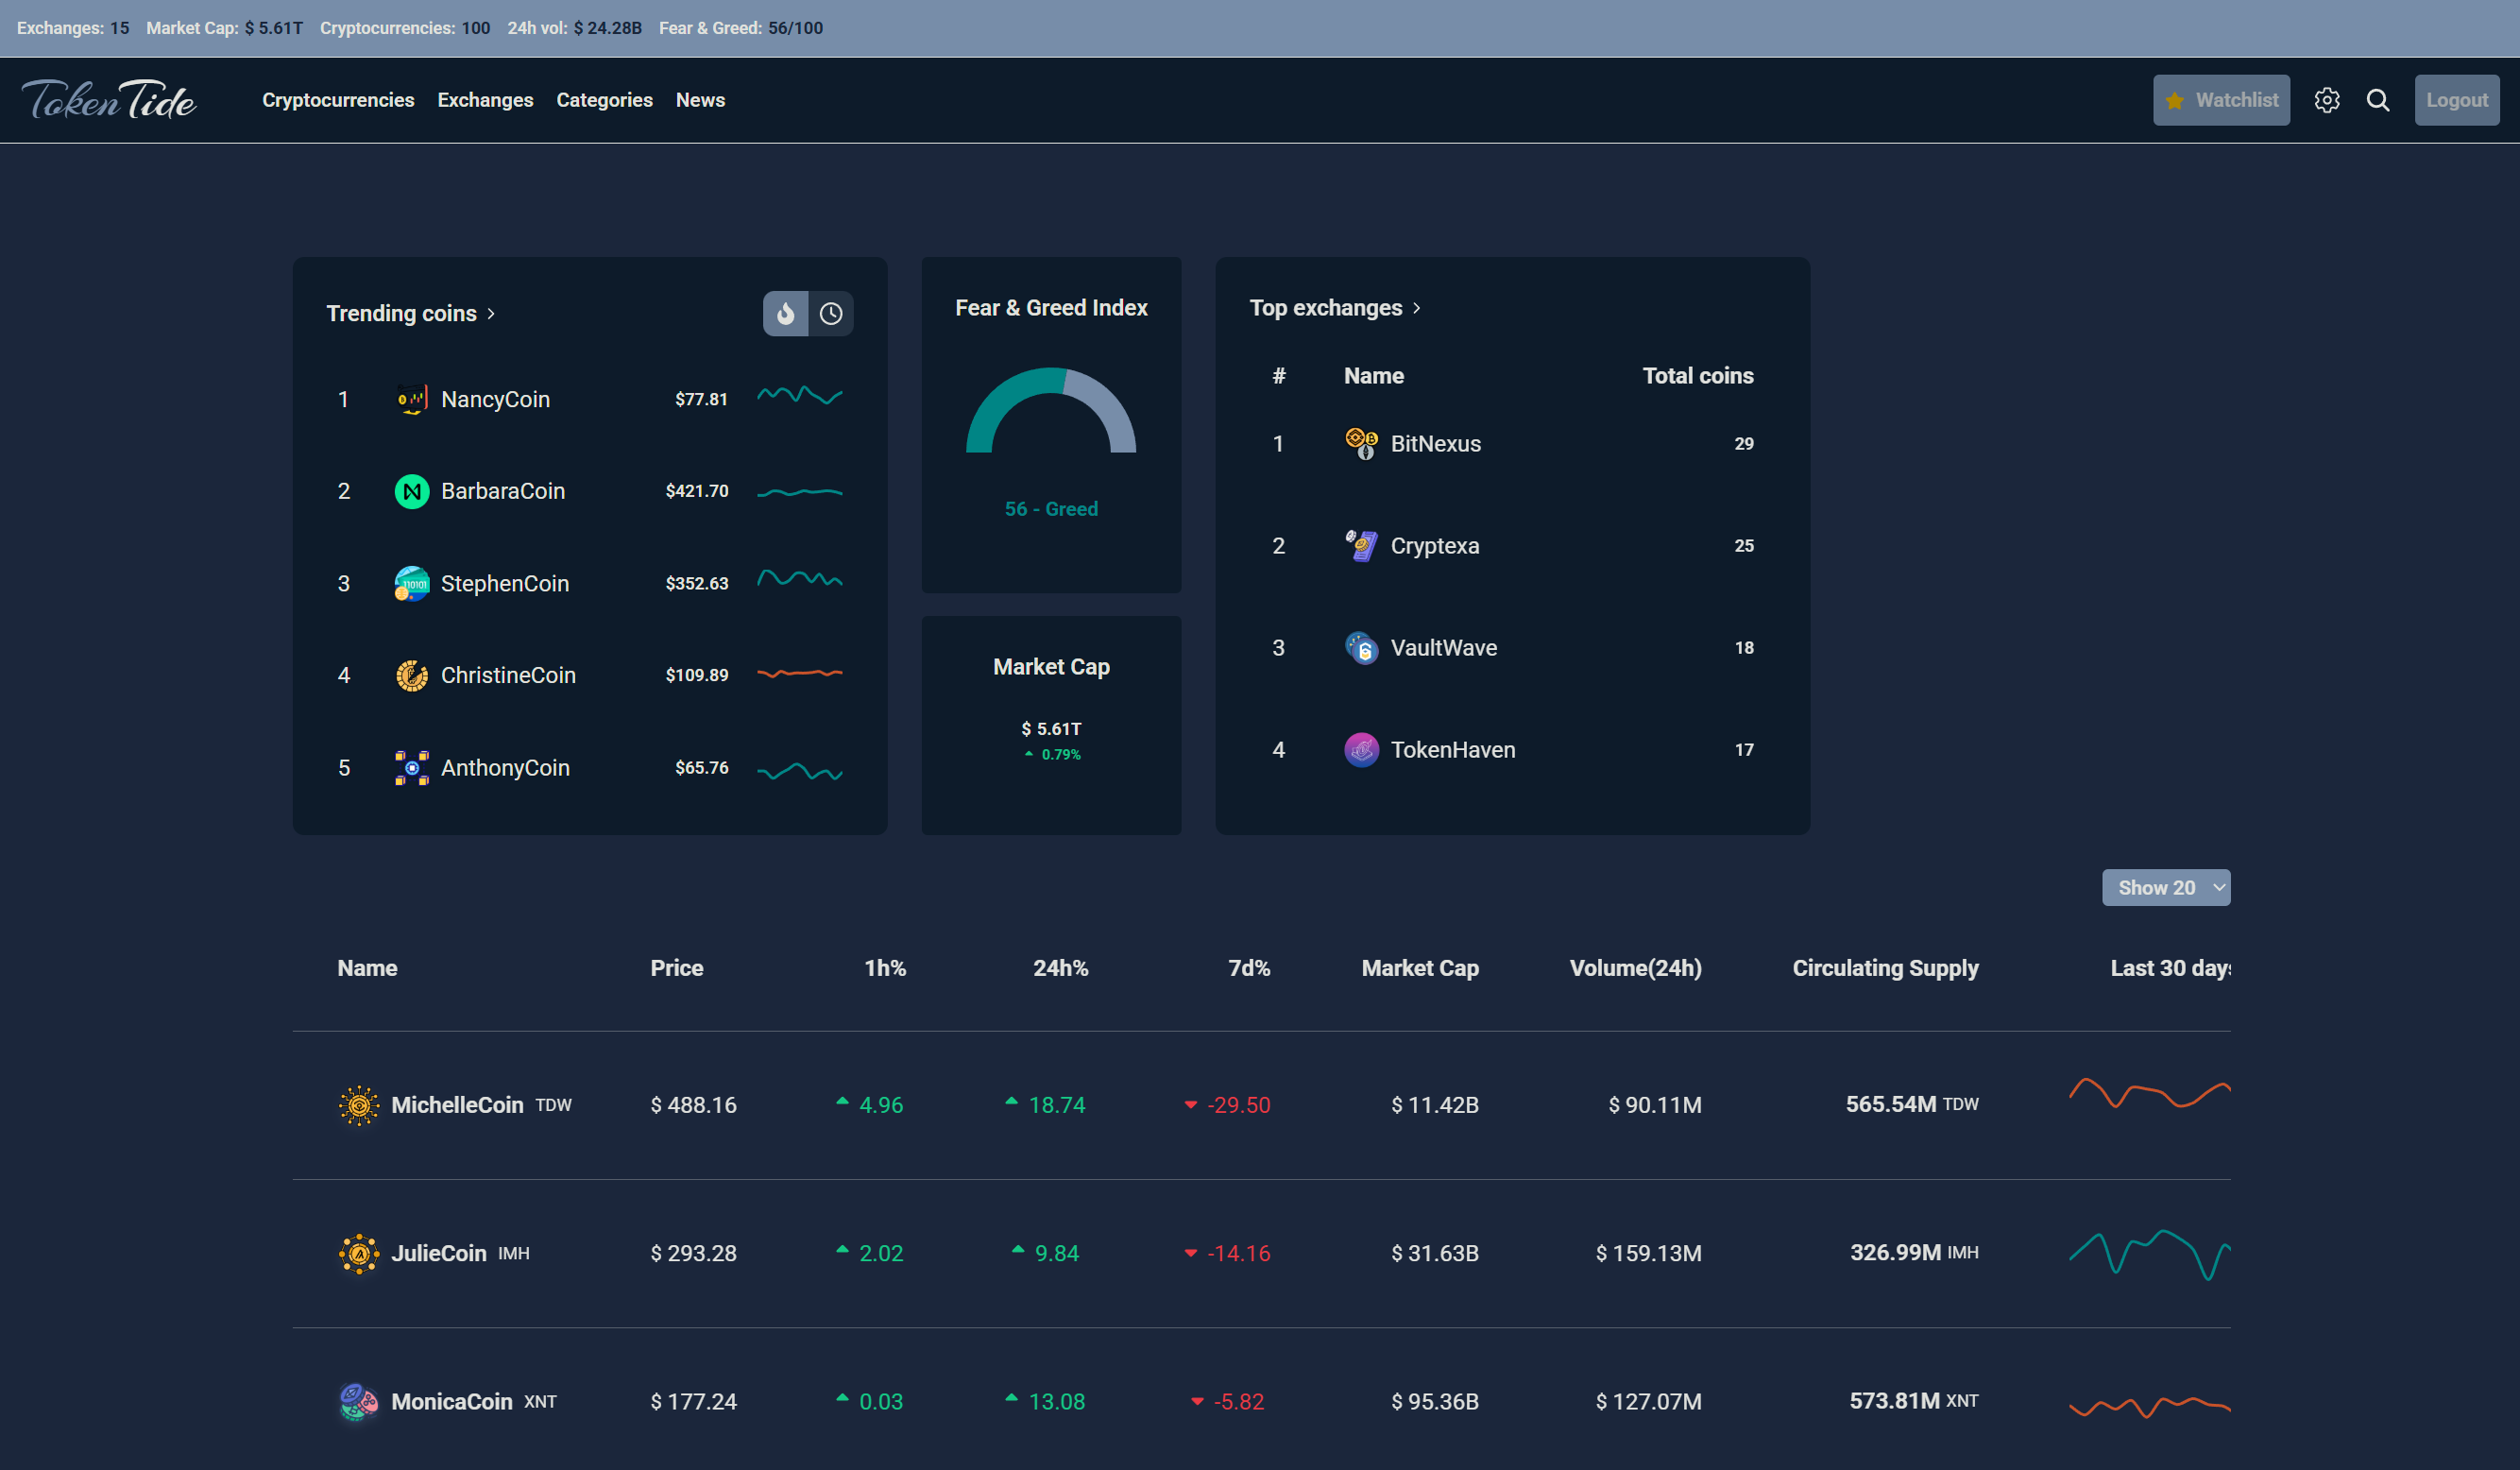 Exchanges: 15 Market Cap: $ 5.61T Cryptocurrencies: 100 24h vol: $ 24.28B Fear & Greed: 56/100
Token Tide Cryptocurrencies Exchanges Categories News Watchlist Logout
Trending coins
1 NancyCoin $77.81
2 BarbaraCoin $421.70
3 StephenCoin $352.63
4 ChristineCoin $109.89
5 AnthonyCoin $65.76
Fear & Greed Index
56 - Greed
Market Cap
$ 5.61T
0.79%
Top exchanges
# Name Total coins
1 BitNexus 29
2 Cryptexa 25
3 VaultWave 18
4 TokenHaven 17
Show 20
Name Price 1h% 24h% 7d% Market Cap Volume(24h) Circulating Supply Last 30 days
MichelleCoin TDW $ 488.16 4.96 18.74 -29.50 $ 11.42B $ 90.11M 565.54M TDW
JulieCoin IMH $ 293.28 2.02 9.84 -14.16 $ 31.63B $ 159.13M 326.99M IMH
MonicaCoin XNT $ 177.24 0.03 13.08 -5.82 $ 95.36B $ 127.07M 573.81M XNT